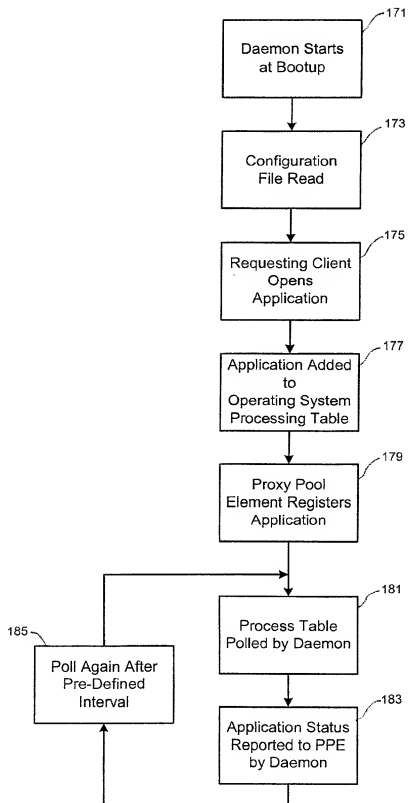 171
Daemon Starts
at Bootup
173
Configuration
File Read
175
Requesting Client
Opens
Application
177
Application Added
to
Operating System
Processing Table
179
Proxy Pool
Element Registers
Application
181
Process Table
Polled by Daemon
185
Poll Again After
Pre-Defined
Interval
183
Application Status
Reported to PPE
by Daemon